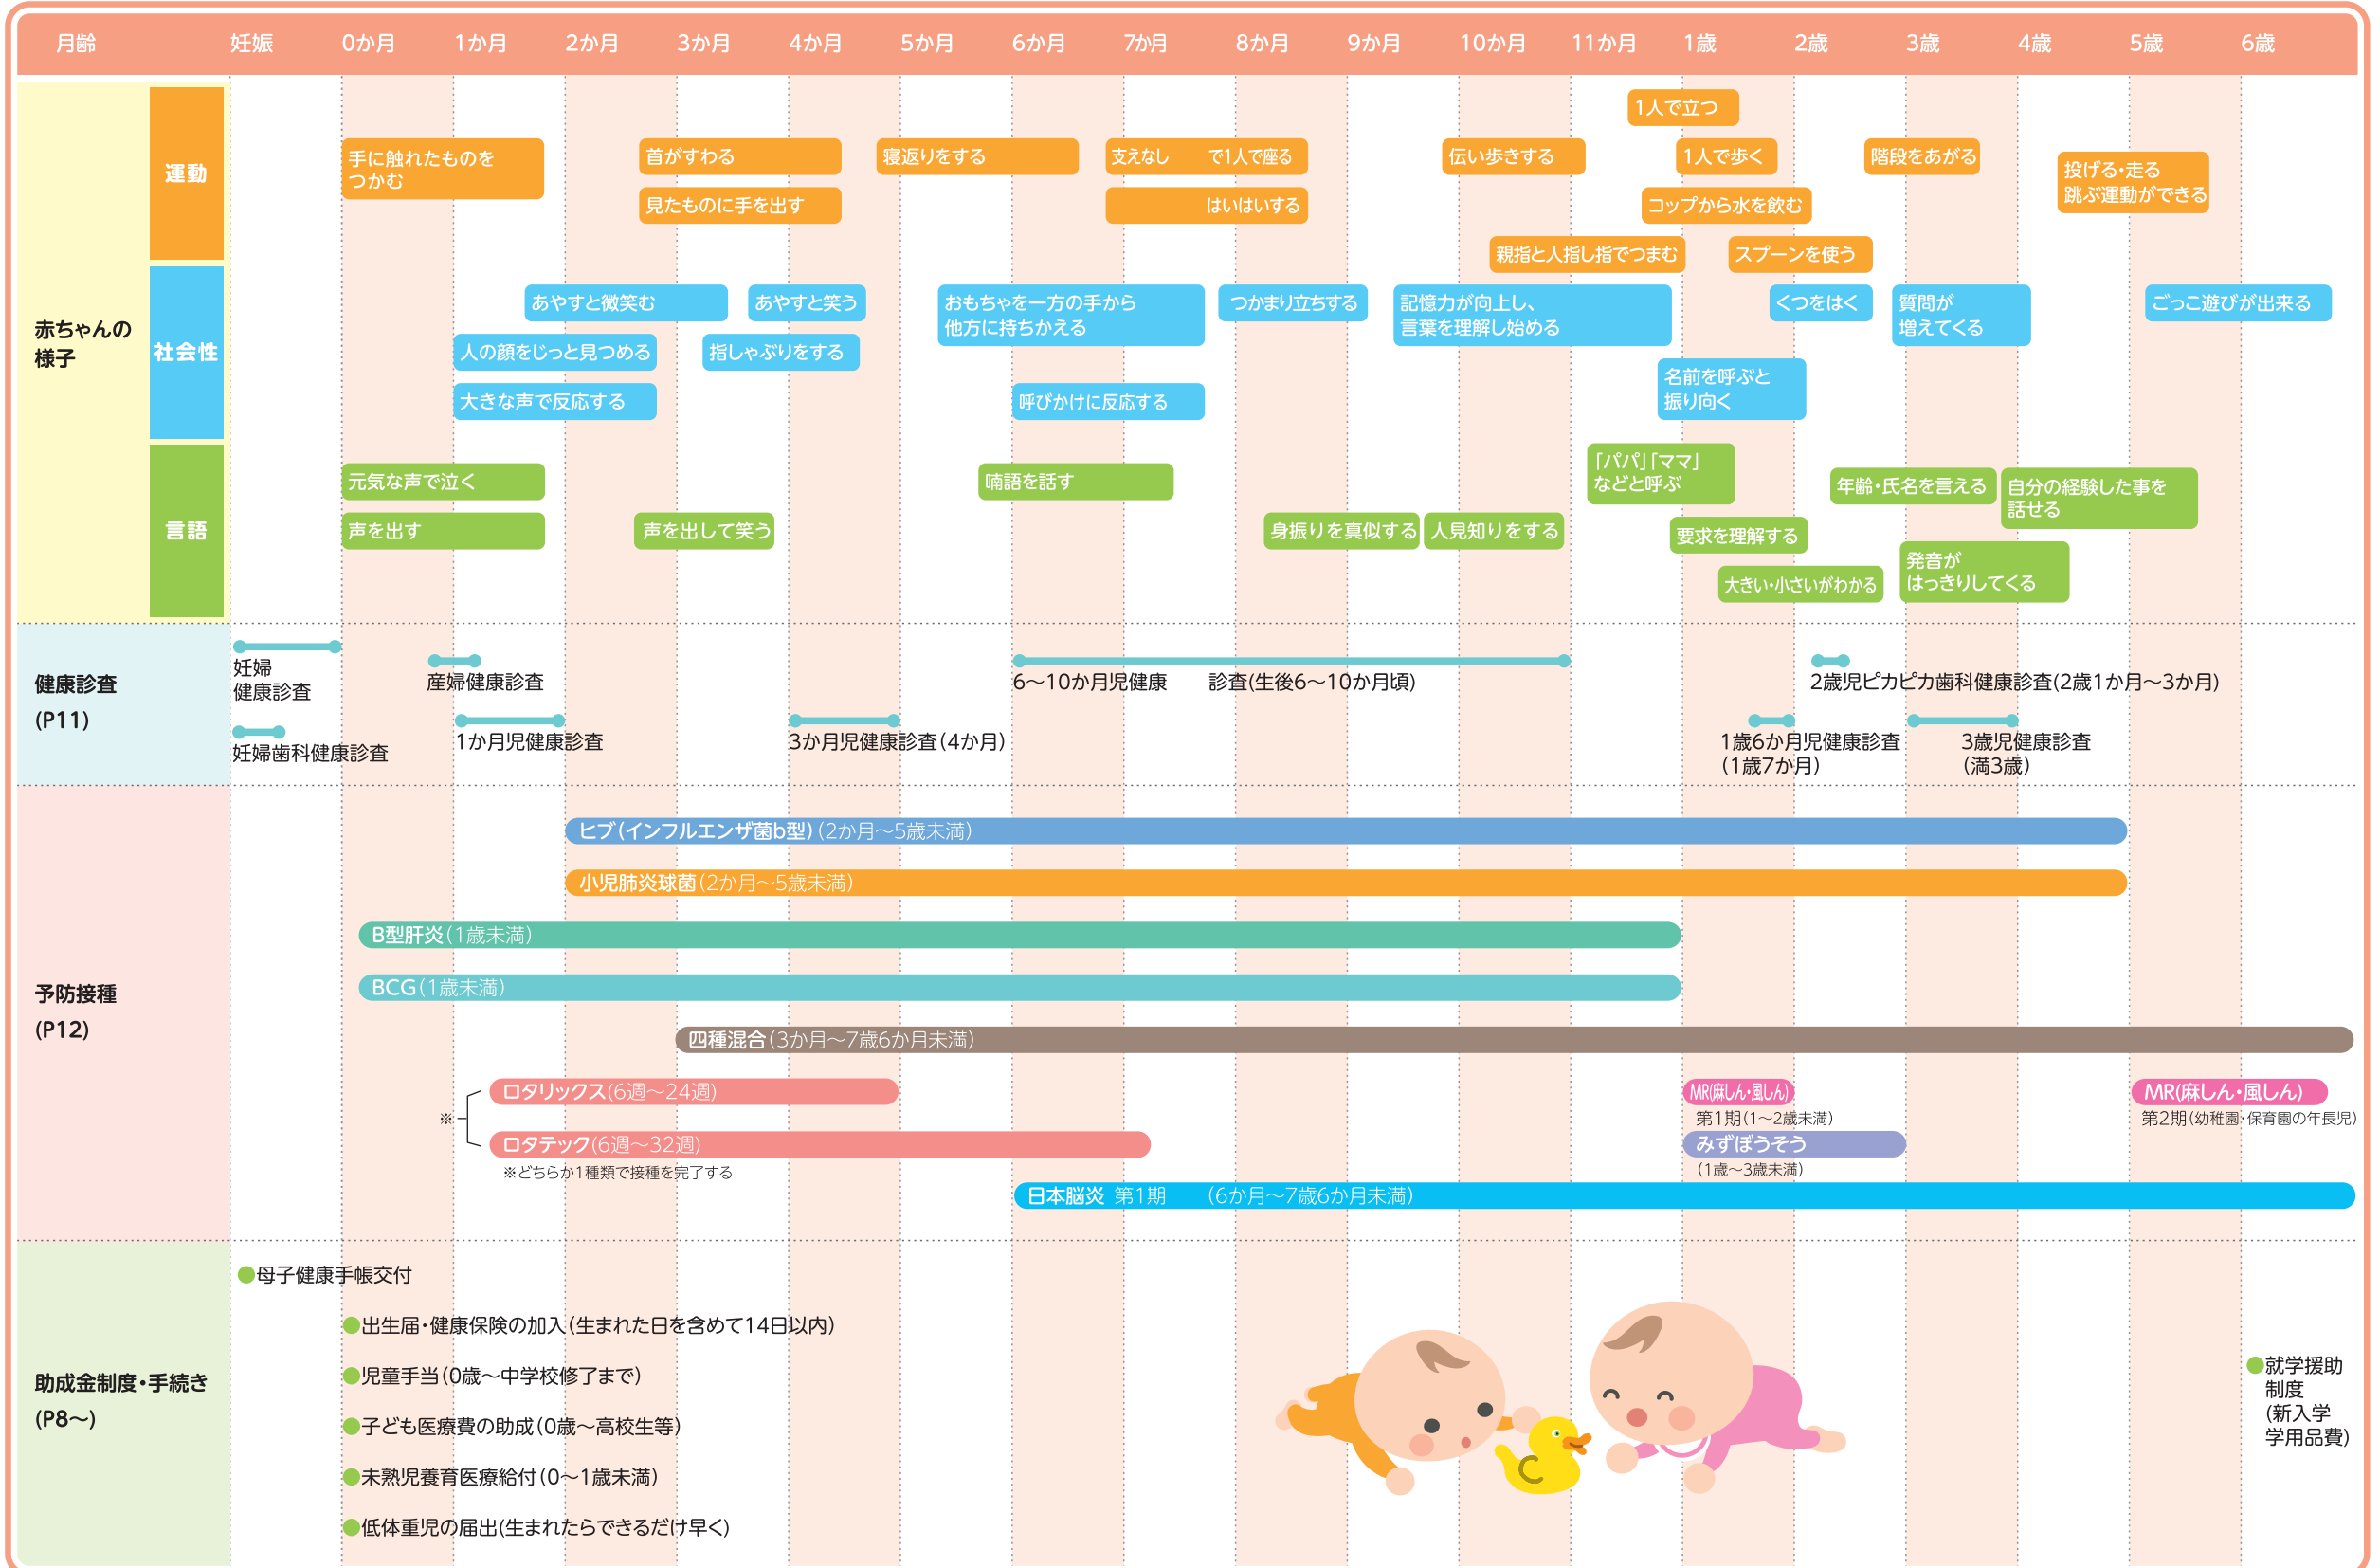 月齢 妊娠 0か月 1か月 2か月 3か月 4か月 5か月 6か月 7か月 8か月 9か月 10か月 11か月 1歳 2歳 3歳 4歳 5歳 6歳
赤ちゃんの
様子
運動
1人で立つ
手に触れたものを
つかむ
首がすわる
寝返りをする
支えなし で1人で座る
伝い歩きする
1人で歩く
階段をあがる
投げる・走る
跳ぶ運動ができる
見たものに手を出す
はいはいする
コップから水を飲む
親指と人指し指でつまむ
スプーンを使う
社会性
あやすと微笑む
あやすと笑う
おもちゃを一方の手から
他方に持ちかえる
つかまり立ちする
記憶力が向上し、
言葉を理解し始める
くつをはく
質問が
増えてくる
ごっこ遊びが出来る
人の顔をじっと見つめる
指しゃぶりをする
名前を呼ぶと
振り向く
大きな声で反応する
呼びかけに反応する
言語
元気な声で泣く
喃語を話す
「パパ」「ママ」
などと呼ぶ
年齢・氏名を言える
自分の経験した事を
話せる
声を出す
声を出して笑う
身振りを真似する
人見知りをする
要求を理解する
発音が
はっきりしてくる
大きい・小さいがわかる
健康診査
(P11)
妊婦
健康診査
産婦健康診査
6〜10か月児健康 診査(生後6〜10か月頃)
2歳児ピカピカ歯科健康診査(2歳1か月〜3か月)
妊婦歯科健康診査
1か月児健康診査
3か月児健康診査(4か月)
1歳6か月児健康診査
(1歳7か月)
3歳児健康診査
(満3歳)
予防接種
(P12)
ヒブ(インフルエンザ菌b型)(2か月〜5歳未満)
小児肺炎球菌(2か月〜5歳未満)
B型肝炎(1歳未満)
BCG(1歳未満)
四種混合(3か月〜7歳6か月未満)
※
ロタリックス(6週〜24週)
MR(麻しん・風しん)
第1期(1〜2歳未満)
MR(麻しん・風しん)
第2期(幼稚園・保育園の年長児)
ロタテック(6週〜32週)
※どちらか1種類で接種を完了する
みずぼうそう
(1歳〜3歳未満)
日本脳炎 第1期 (6か月〜7歳6か月未満)
助成金制度・手続き
(P8〜)
●母子健康手帳交付
●出生届・健康保険の加入(生まれた日を含めて14日以内)
●児童手当(0歳〜中学校修了まで)
●子ども医療費の助成(0歳〜高校生等)
●未熟児養育医療給付(0〜1歳未満)
●低体重児の届出(生まれたらできるだけ早く)
●就学援助
制度
(新入学
学用品費)